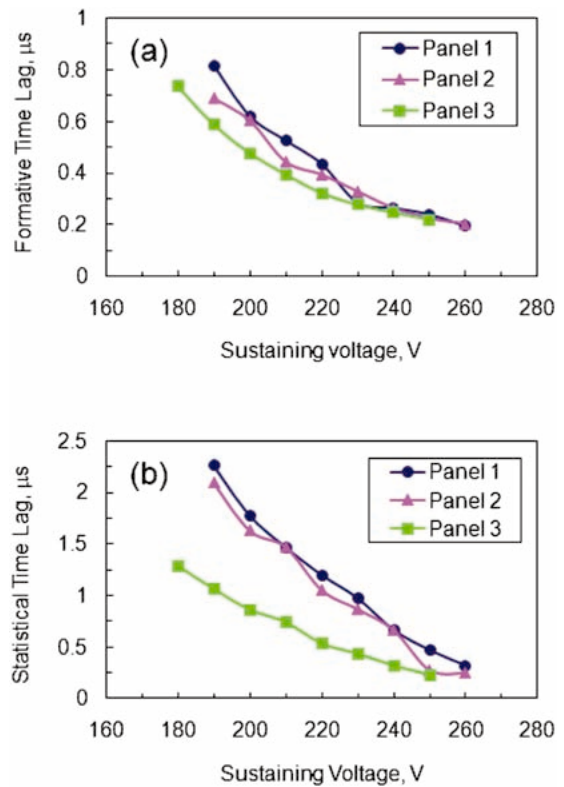 (a)
Panel 1
Panel 2
Panel 3
Formative Time Lag, μs
1
0.8
0.6
0.4
0.2
0
160 180 200 220 240 260 280
Sustaining voltage, V
(b)
Panel 1
Panel 2
Panel 3
Statistical Time Lag, μs
2.5
2
1.5
1
0.5
0
160 180 200 220 240 260 280
Sustaining Voltage, V